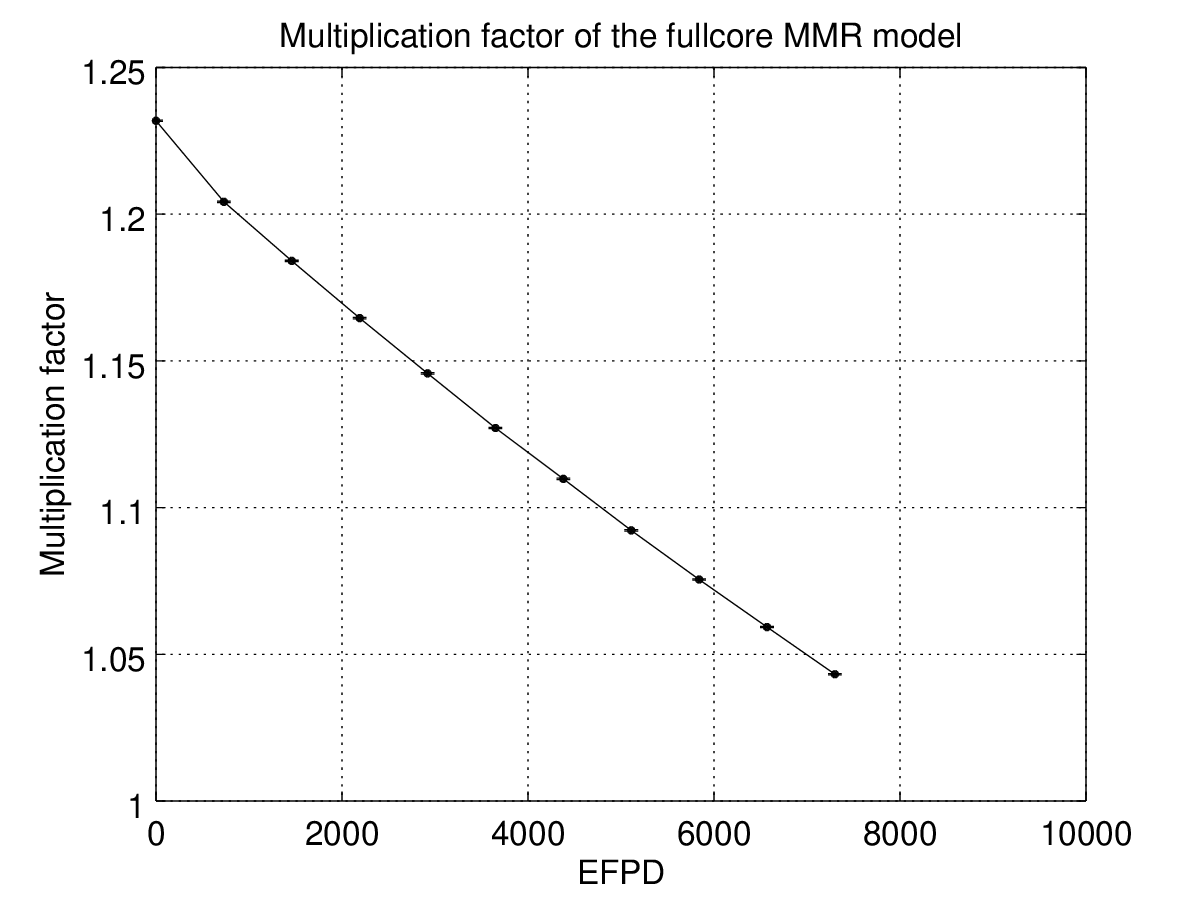 Multiplication factor of the fullcore MMR model
1.25
1.2
1.15
1.1
1.05
1
Multiplication factor
0 2000 4000 6000 8000 10000
EFPD